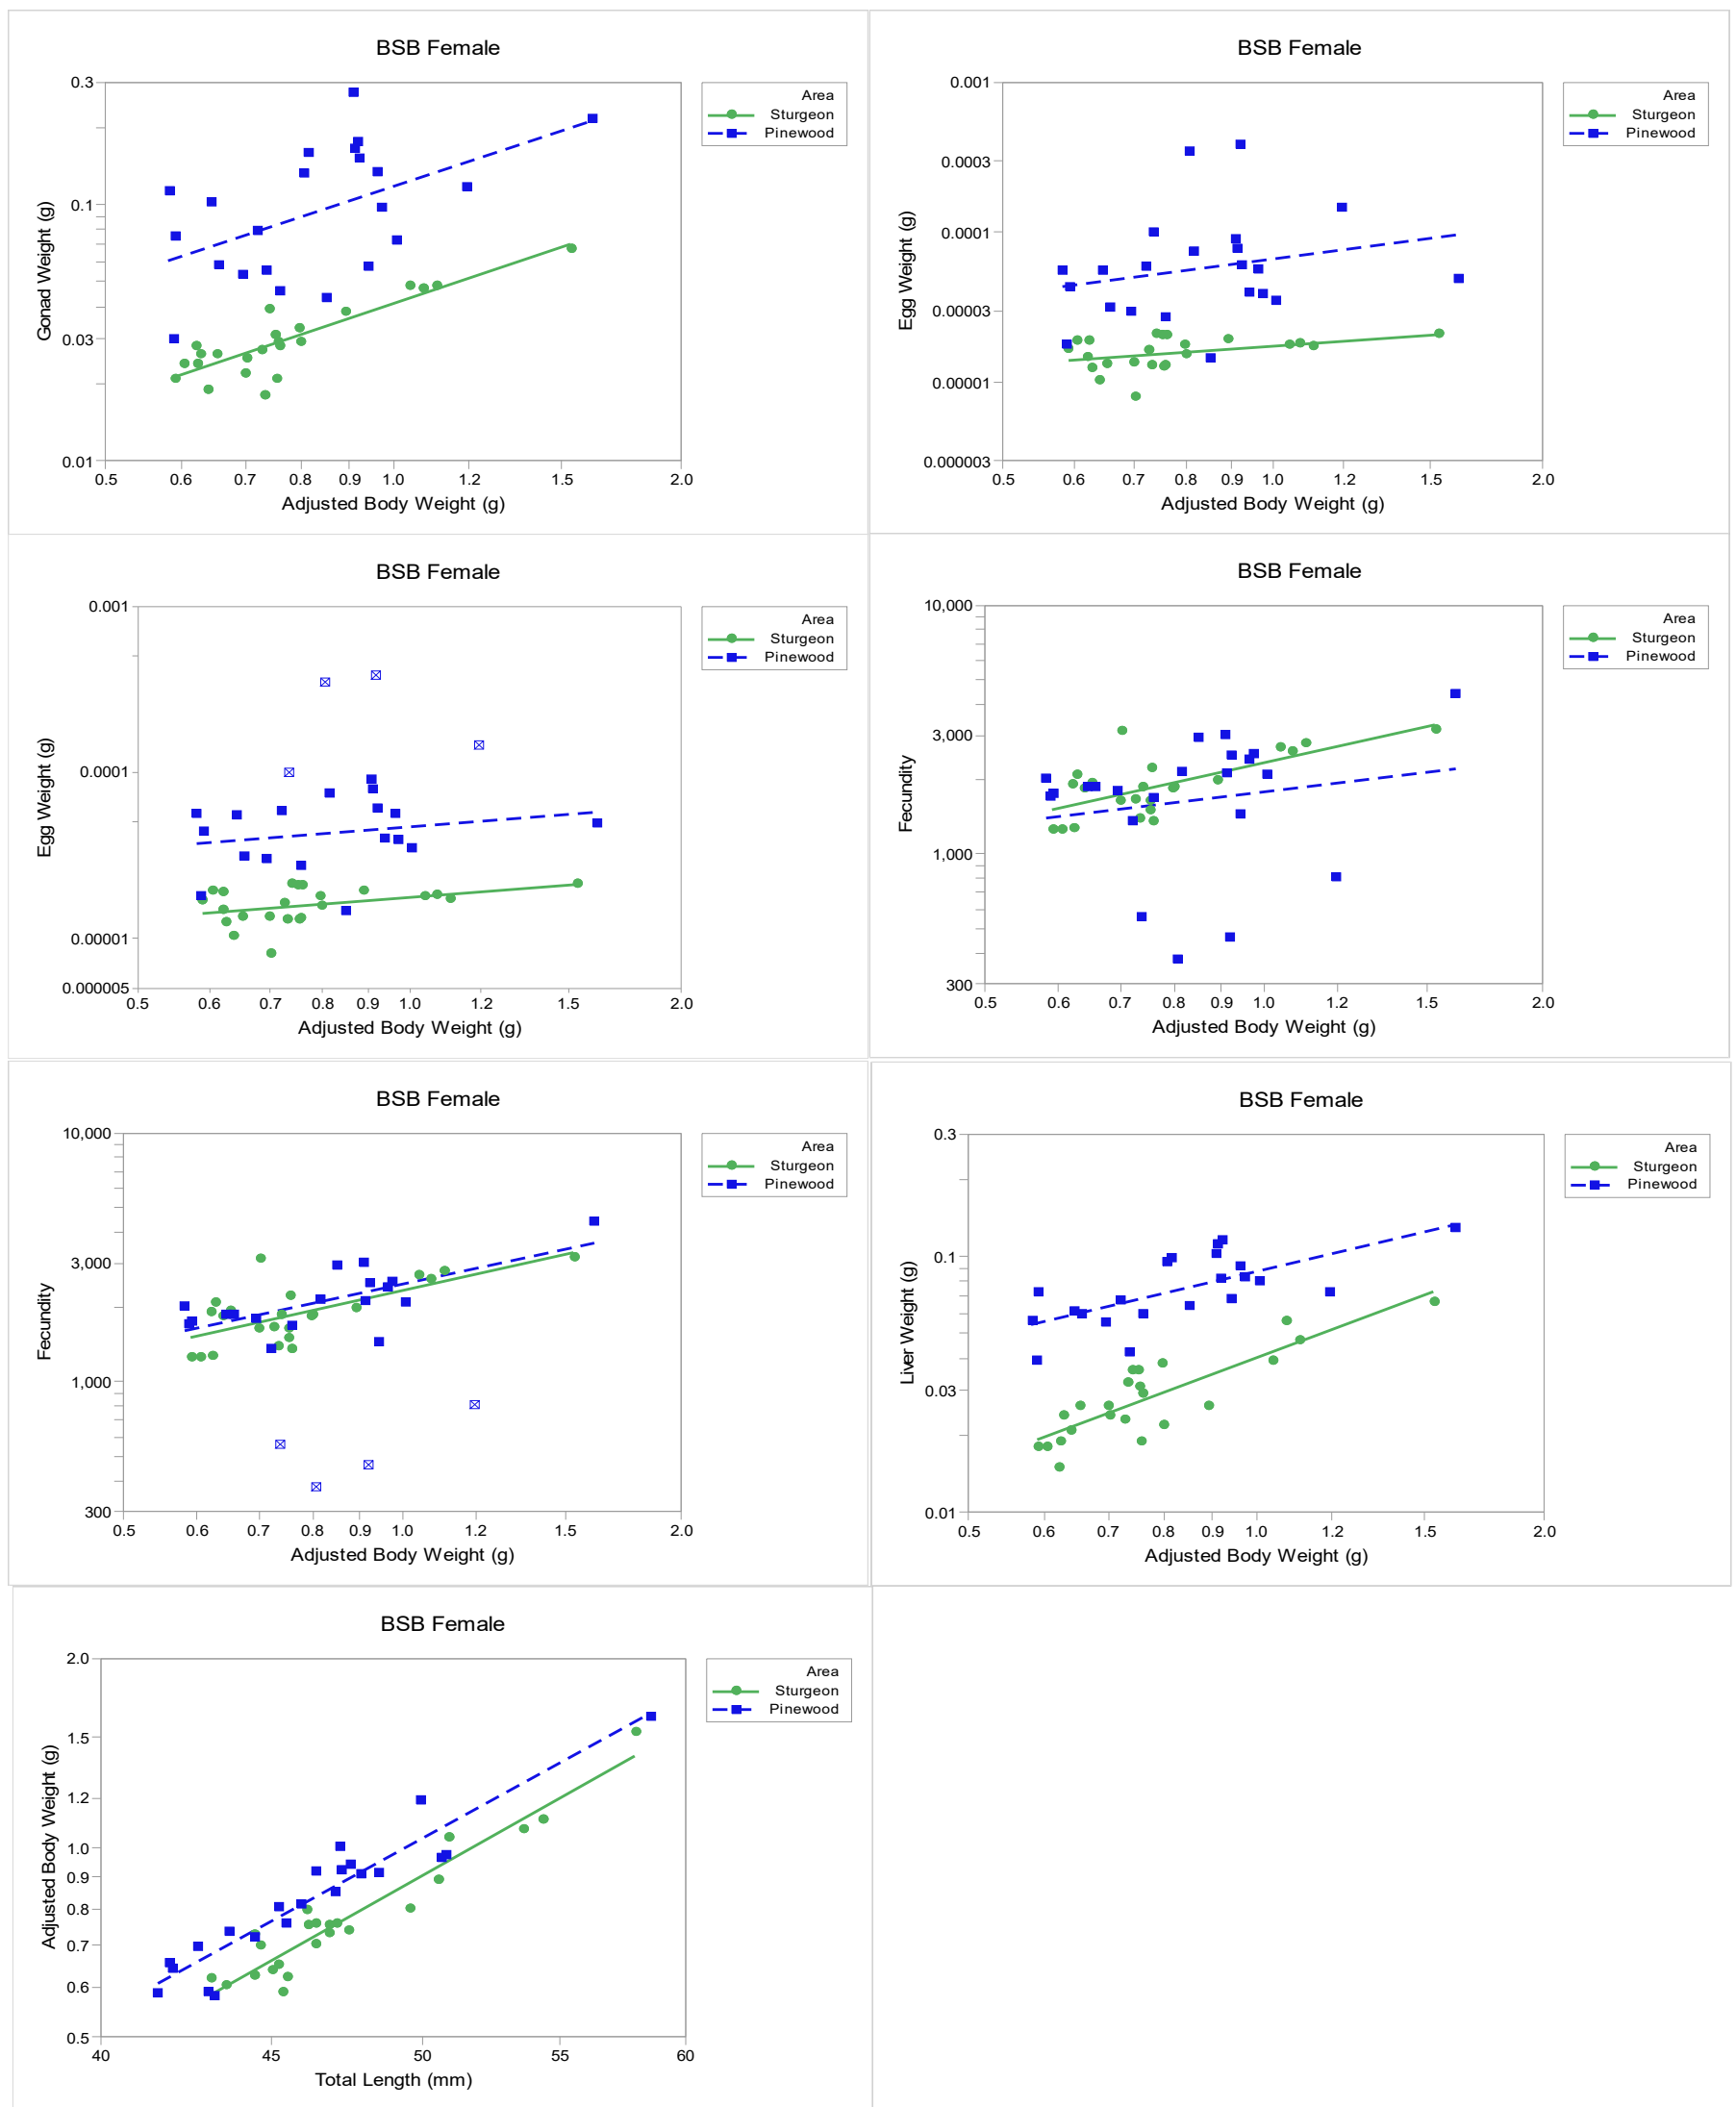 BSB Female
0.3
0.1
0.03
0.01
Gonad Weight (g)
0.5 0.6 0.7 0.8 0.9 1.0 1.2 1.5 2.0
Adjusted Body Weight (g)
Area
Sturgeon
Pinewood
BSB Female
0.001
0.0003
0.0001
0.00003
0.00001
0.000003
Egg Weight (g)
0.5 0.6 0.7 0.8 0.9 1.0 1.2 1.5 2.0
Adjusted Body Weight (g)
Area
Sturgeon
Pinewood
BSB Female
0.001
0.0001
0.00001
0.000005
Egg Weight (g)
0.5 0.6 0.7 0.8 0.9 1.0 1.2 1.5 2.0
Adjusted Body Weight (g)
Area
Sturgeon
Pinewood
BSB Female
10,000
3,000
1,000
300
Fecundity
0.5 0.6 0.7 0.8 0.9 1.0 1.2 1.5 2.0
Adjusted Body Weight (g)
Area
Sturgeon
Pinewood
BSB Female
10,000
3,000
1,000
300
Fecundity
0.5 0.6 0.7 0.8 0.9 1.0 1.2 1.5 2.0
Adjusted Body Weight (g)
Area
Sturgeon
Pinewood
BSB Female
0.3
0.1
0.03
0.01
Liver Weight (g)
0.5 0.6 0.7 0.8 0.9 1.0 1.2 1.5 2.0
Adjusted Body Weight (g)
Area
Sturgeon
Pinewood
BSB Female
2.0
1.5
1.2
1.0
0.9
0.8
0.7
0.6
0.5
Adjusted Body Weight (g)
40 45 50 55 60
Total Length (mm)
Area
Sturgeon
Pinewood